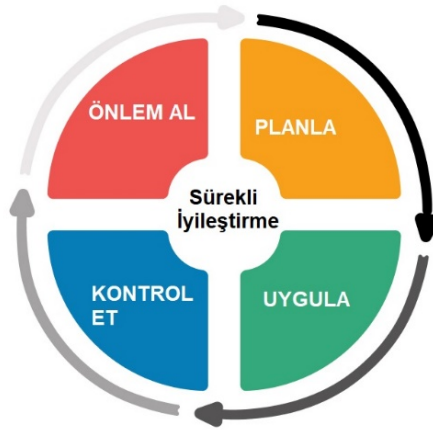 ÖNLEM AL
PLANLA
Sürekli
İyileştirme
KONTROL
ET
UYGULA